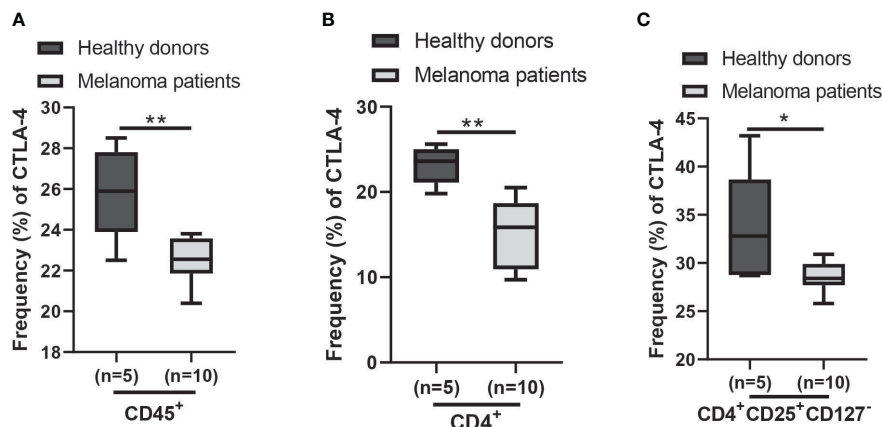 A
Healthy donors
Melanoma patients
Frequency (%) of CTLA-4
30
28
26
24
22
20
18
**
(n=5) (n=10)
CD45⁺
B
Healthy donors
Melanoma patients
Frequency (%) of CTLA-4
30
20
10
0
**
(n=5) (n=10)
CD4⁺
C
Healthy donors
Melanoma patients
Frequency (%) of CTLA-4
45
40
35
30
25
20
*
(n=5) (n=10)
CD4⁺CD25⁺CD127⁻